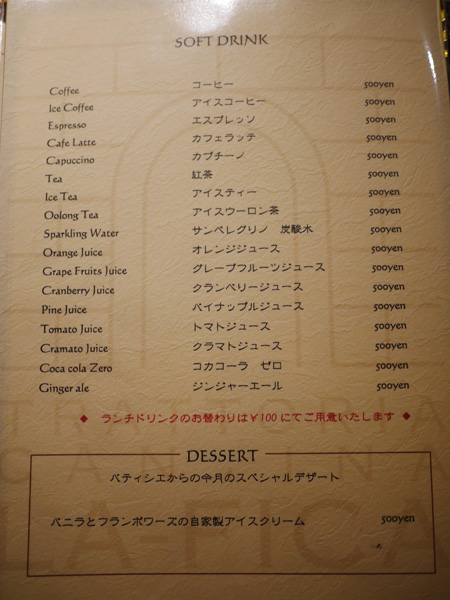 SOFT DRINK
Coffee コーヒー 500yen
Ice Coffee アイスコーヒー 500yen
Espresso エスプレッソ 500yen
Cafe Latte カフェラッテ 500yen
Capuccino カプチーノ 500yen
Tea 紅茶 500yen
Ice Tea アイスティー 500yen
Oolong Tea アイスウーロン茶 500yen
Sparkling Water サンペレグリノ 炭酸水 500yen
Orange Juice オレンジジュース 500yen
Grape Fruits Juice グレープフルーツジュース 500yen
Cranberry Juice クランベリージュース 500yen
Pine Juice パイナップルジュース 500yen
Tomato Juice トマトジュース 500yen
Cramato Juice クラマトジュース 500yen
Coca cola Zero コカコーラ ゼロ 500yen
Ginger ale ジンジャーエール 500yen
◆ ランチドリンクのお替わりは¥100にてご用意いたします ◆
DESSERT
パティシエからの今月のスペシャルデザート
バニラとフランボワーズの自家製アイスクリーム 500yen